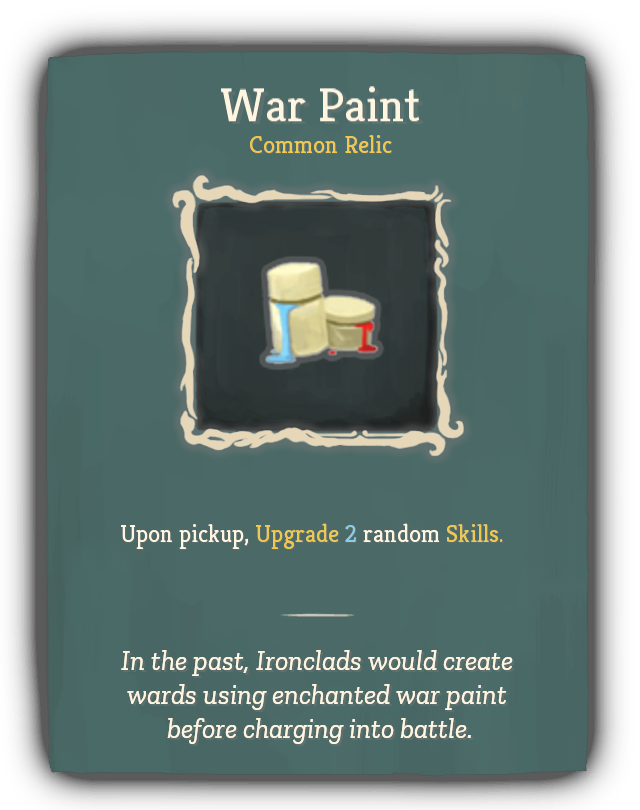 War Paint
Common Relic
Upon pickup, Upgrade 2 random Skills.
In the past, Ironclads would create
wards using enchanted war paint
before charging into battle.